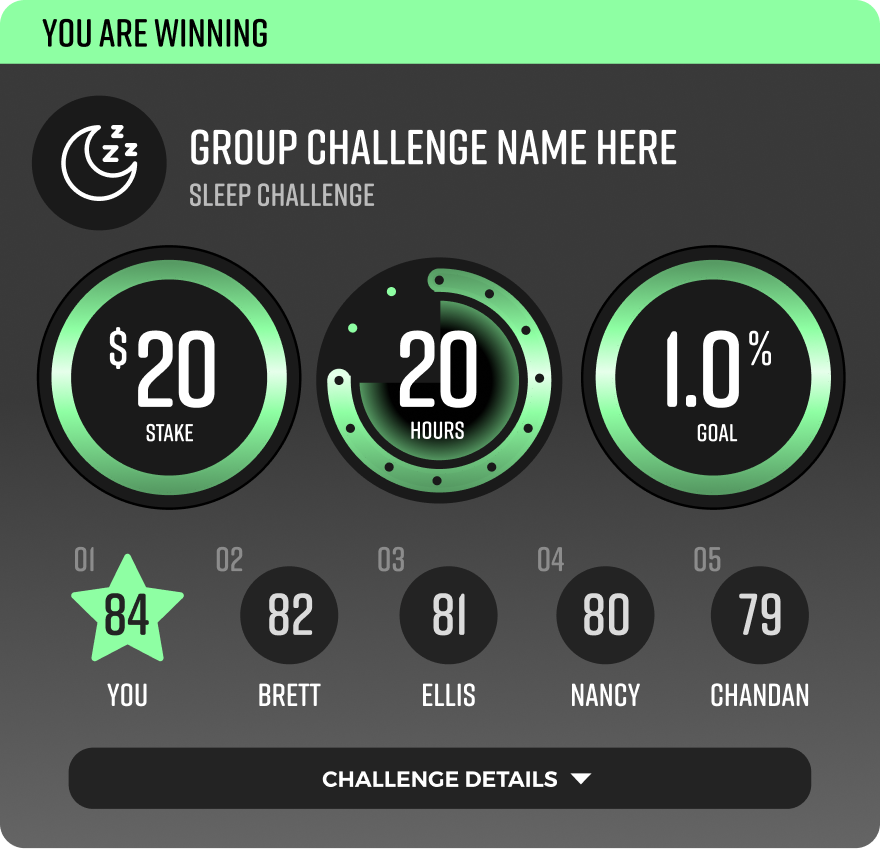 YOU ARE WINNING
z
z z
GROUP CHALLENGE NAME HERE
SLEEP CHALLENGE
$20
STAKE
20
HOURS
1.0%
GOAL
01 02 03 04 05
84 82 81 80 79
YOU BRETT ELLIS NANCY CHANDAN
CHALLENGE DETAILS